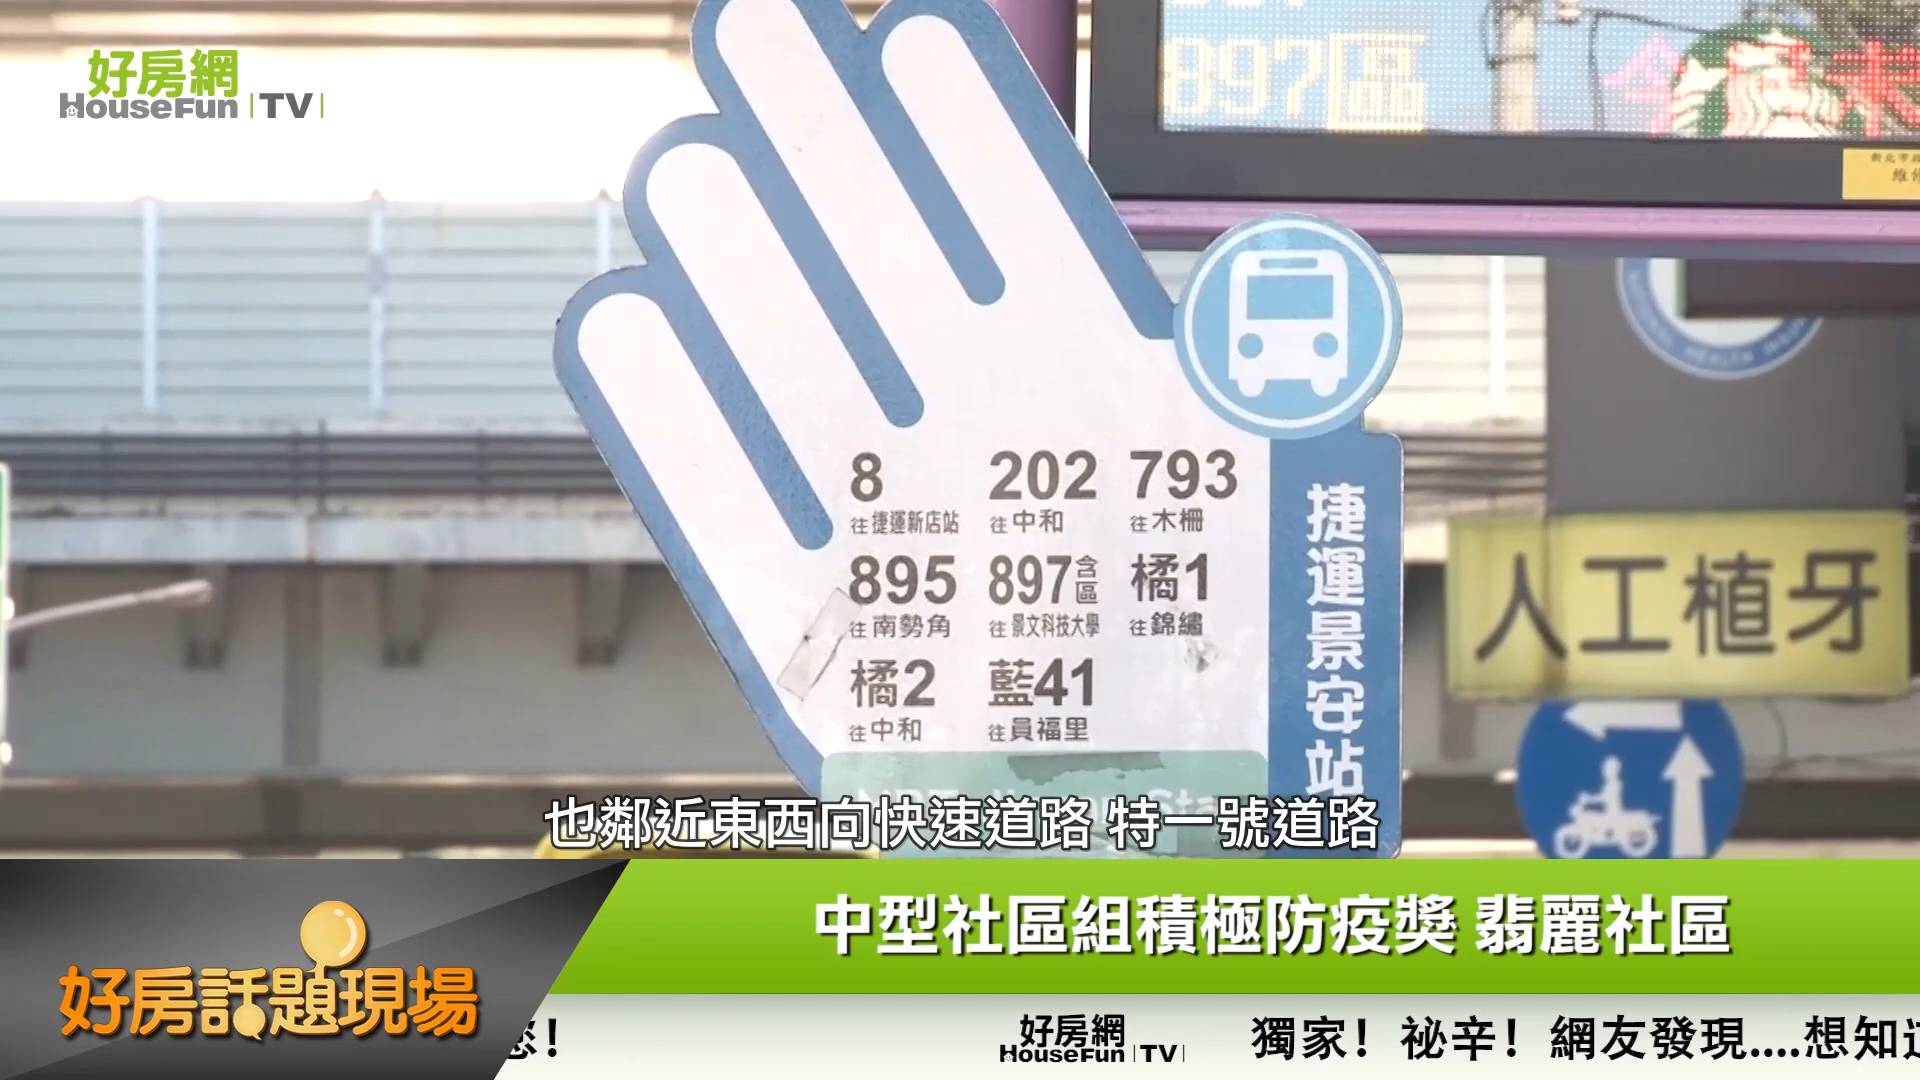 好房網
HouseFun TV
897區
8 202 793
往捷運新店站 往中和 往木柵
895 897含區 橘1
往南勢角 往景文科技大學 往錦繡
橘2 藍41
往中和 往員福里
捷運景安站
人工植牙
也鄰近東西向快速道路 特一號道路
中型社區組積極防疫獎 翡麗社區
好房話題現場
您!
好房網
HouseFun TV
獨家! 祕辛! 網友發現....想知